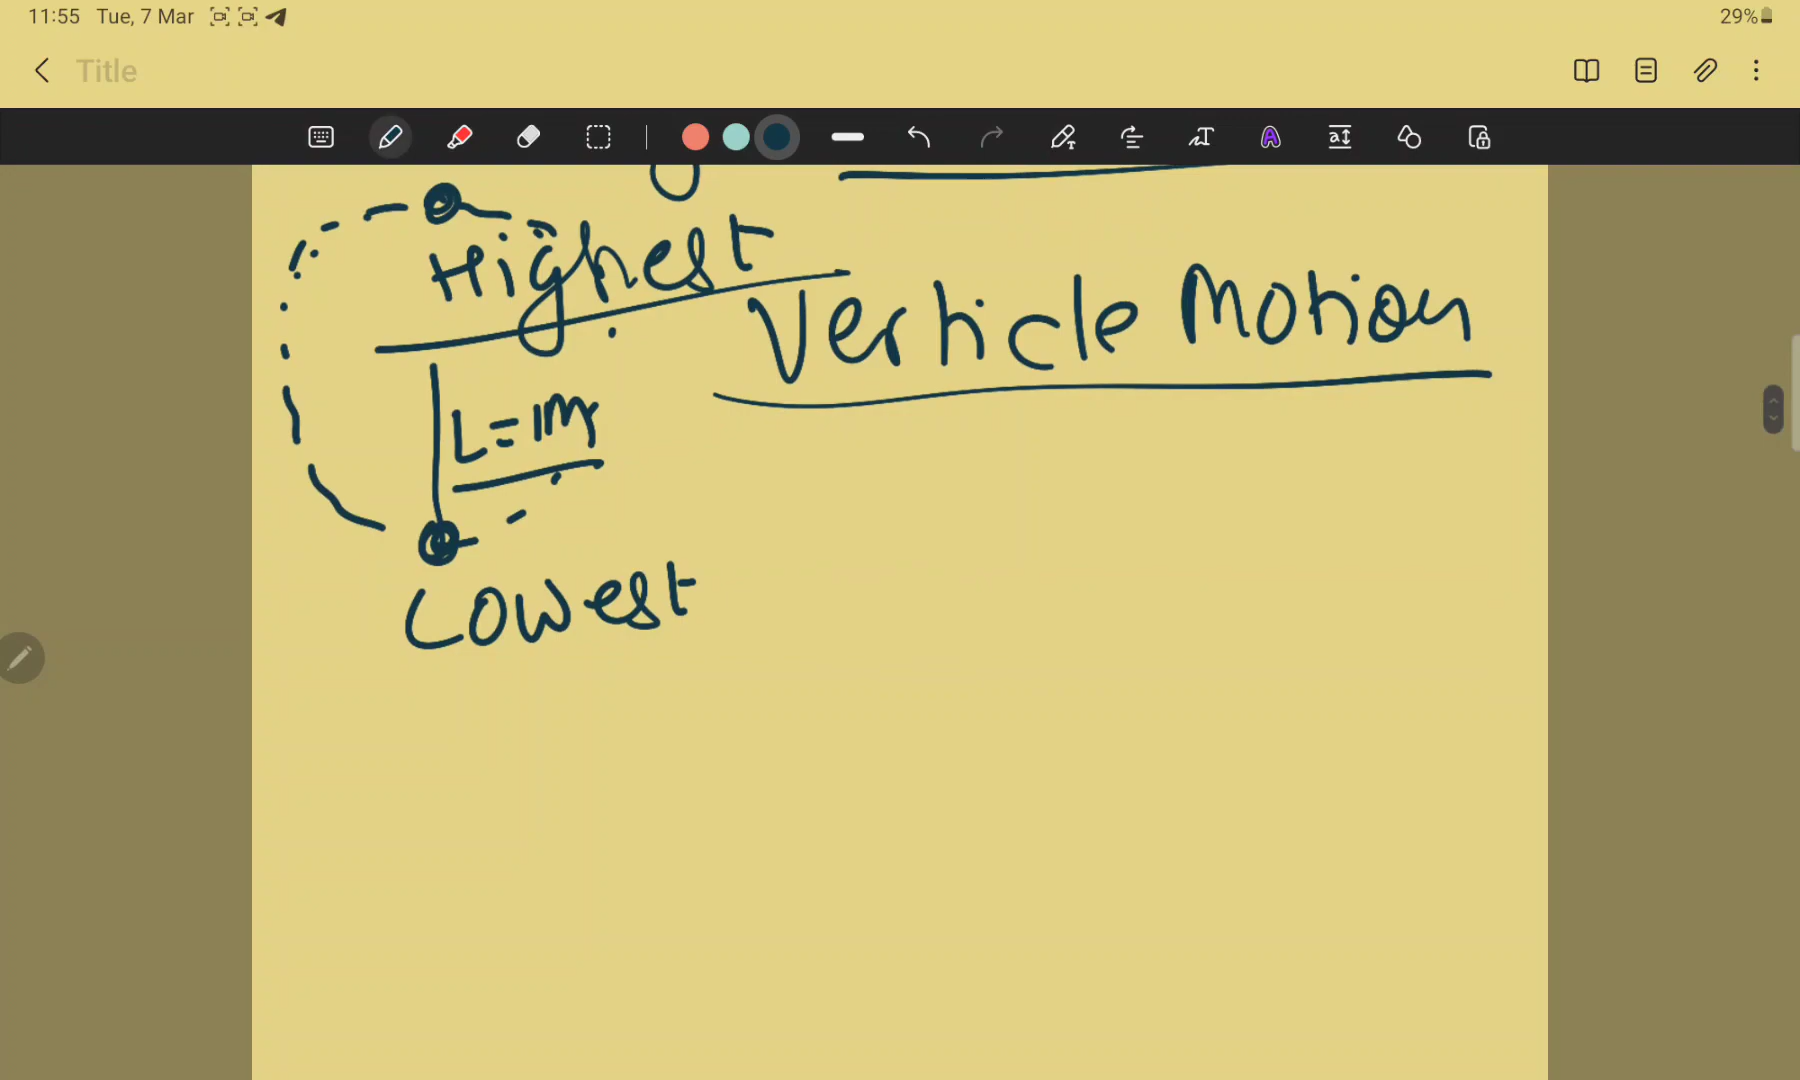 11:55 Tue, 7 Mar
29%
Title
Highest
Verticle Motion
L=1m
Lowest